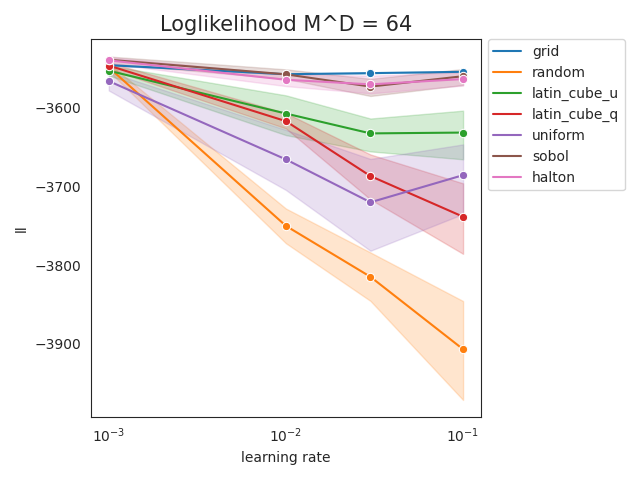 Loglikelihood M^D = 64
grid
random
latin_cube_u
latin_cube_q
uniform
sobol
halton
−3600
−3700
−3800
−3900
ll
10⁻³ 10⁻² 10⁻¹
learning rate